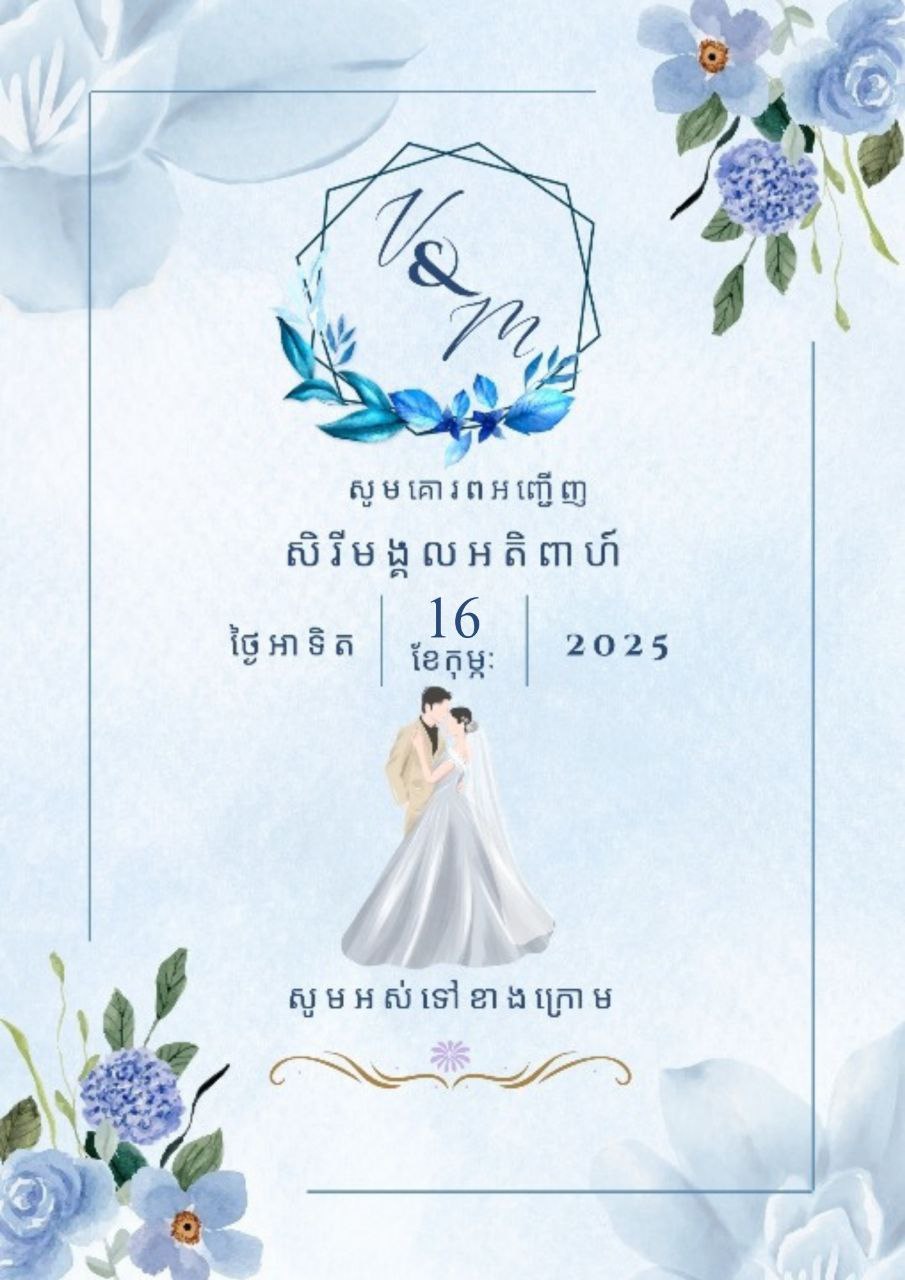 V
&
M
សូមគោរពអញ្ជើញ
សិរីមង្គលអតិពាហ៍
ថ្ងៃអាទិត
16
ខែកុម្ភៈ
2025
សូមអស់ទៅខាងក្រោម